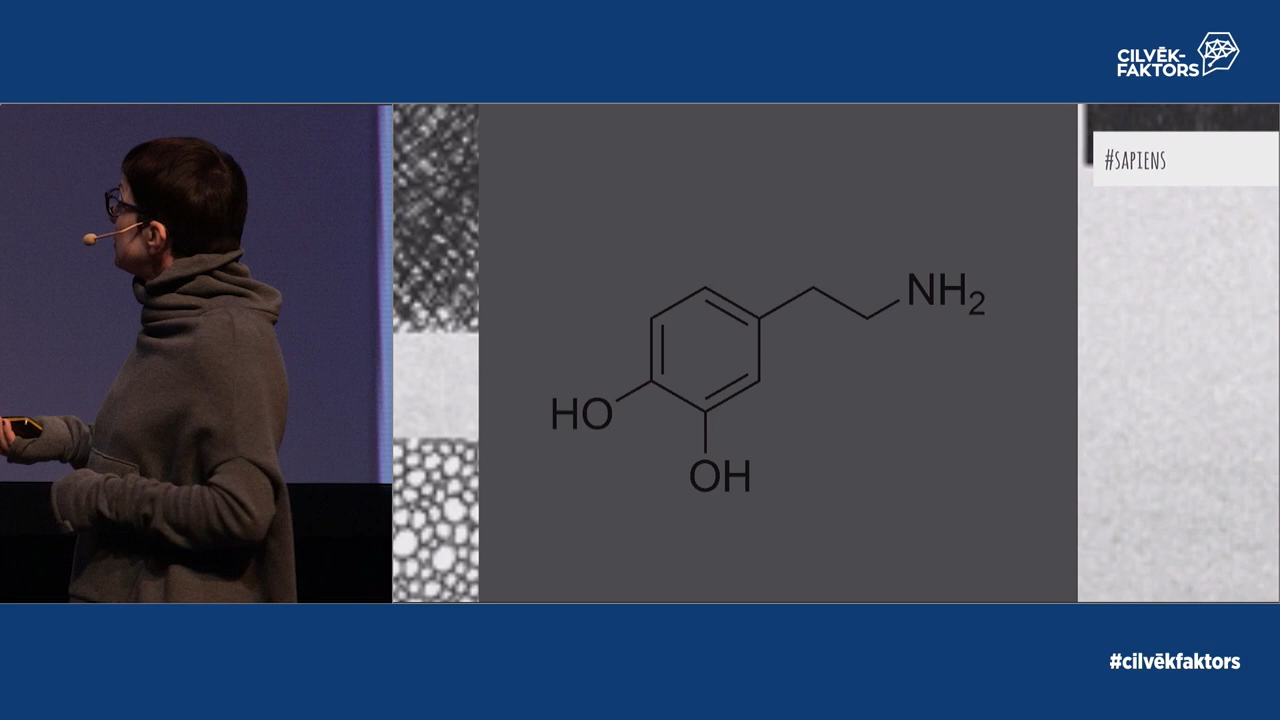 CILVĒK-
FAKTORS
#SAPIENS
NH2
HO
OH
#cilvēkfaktors